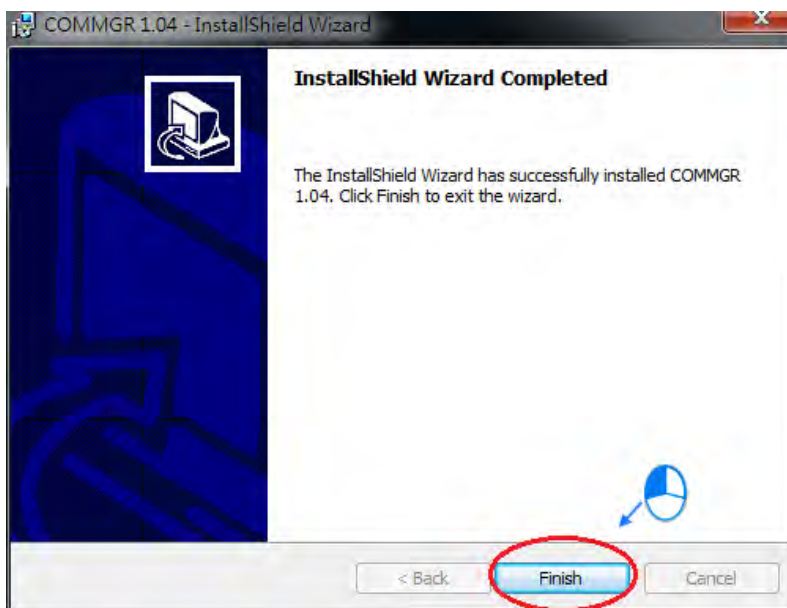 COMMGR 1.04 - InstallShield Wizard
InstallShield Wizard Completed
The InstallShield Wizard has successfully installed COMMGR
1.04. Click Finish to exit the wizard.
< Back
Finish
Cancel